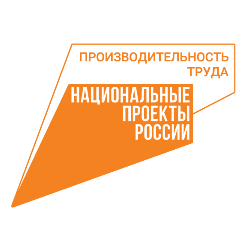 ПРОИЗВОДИТЕЛЬНОСТЬ
ТРУДА
НАЦИОНАЛЬНЫЕ
ПРОЕКТЫ
РОССИИ